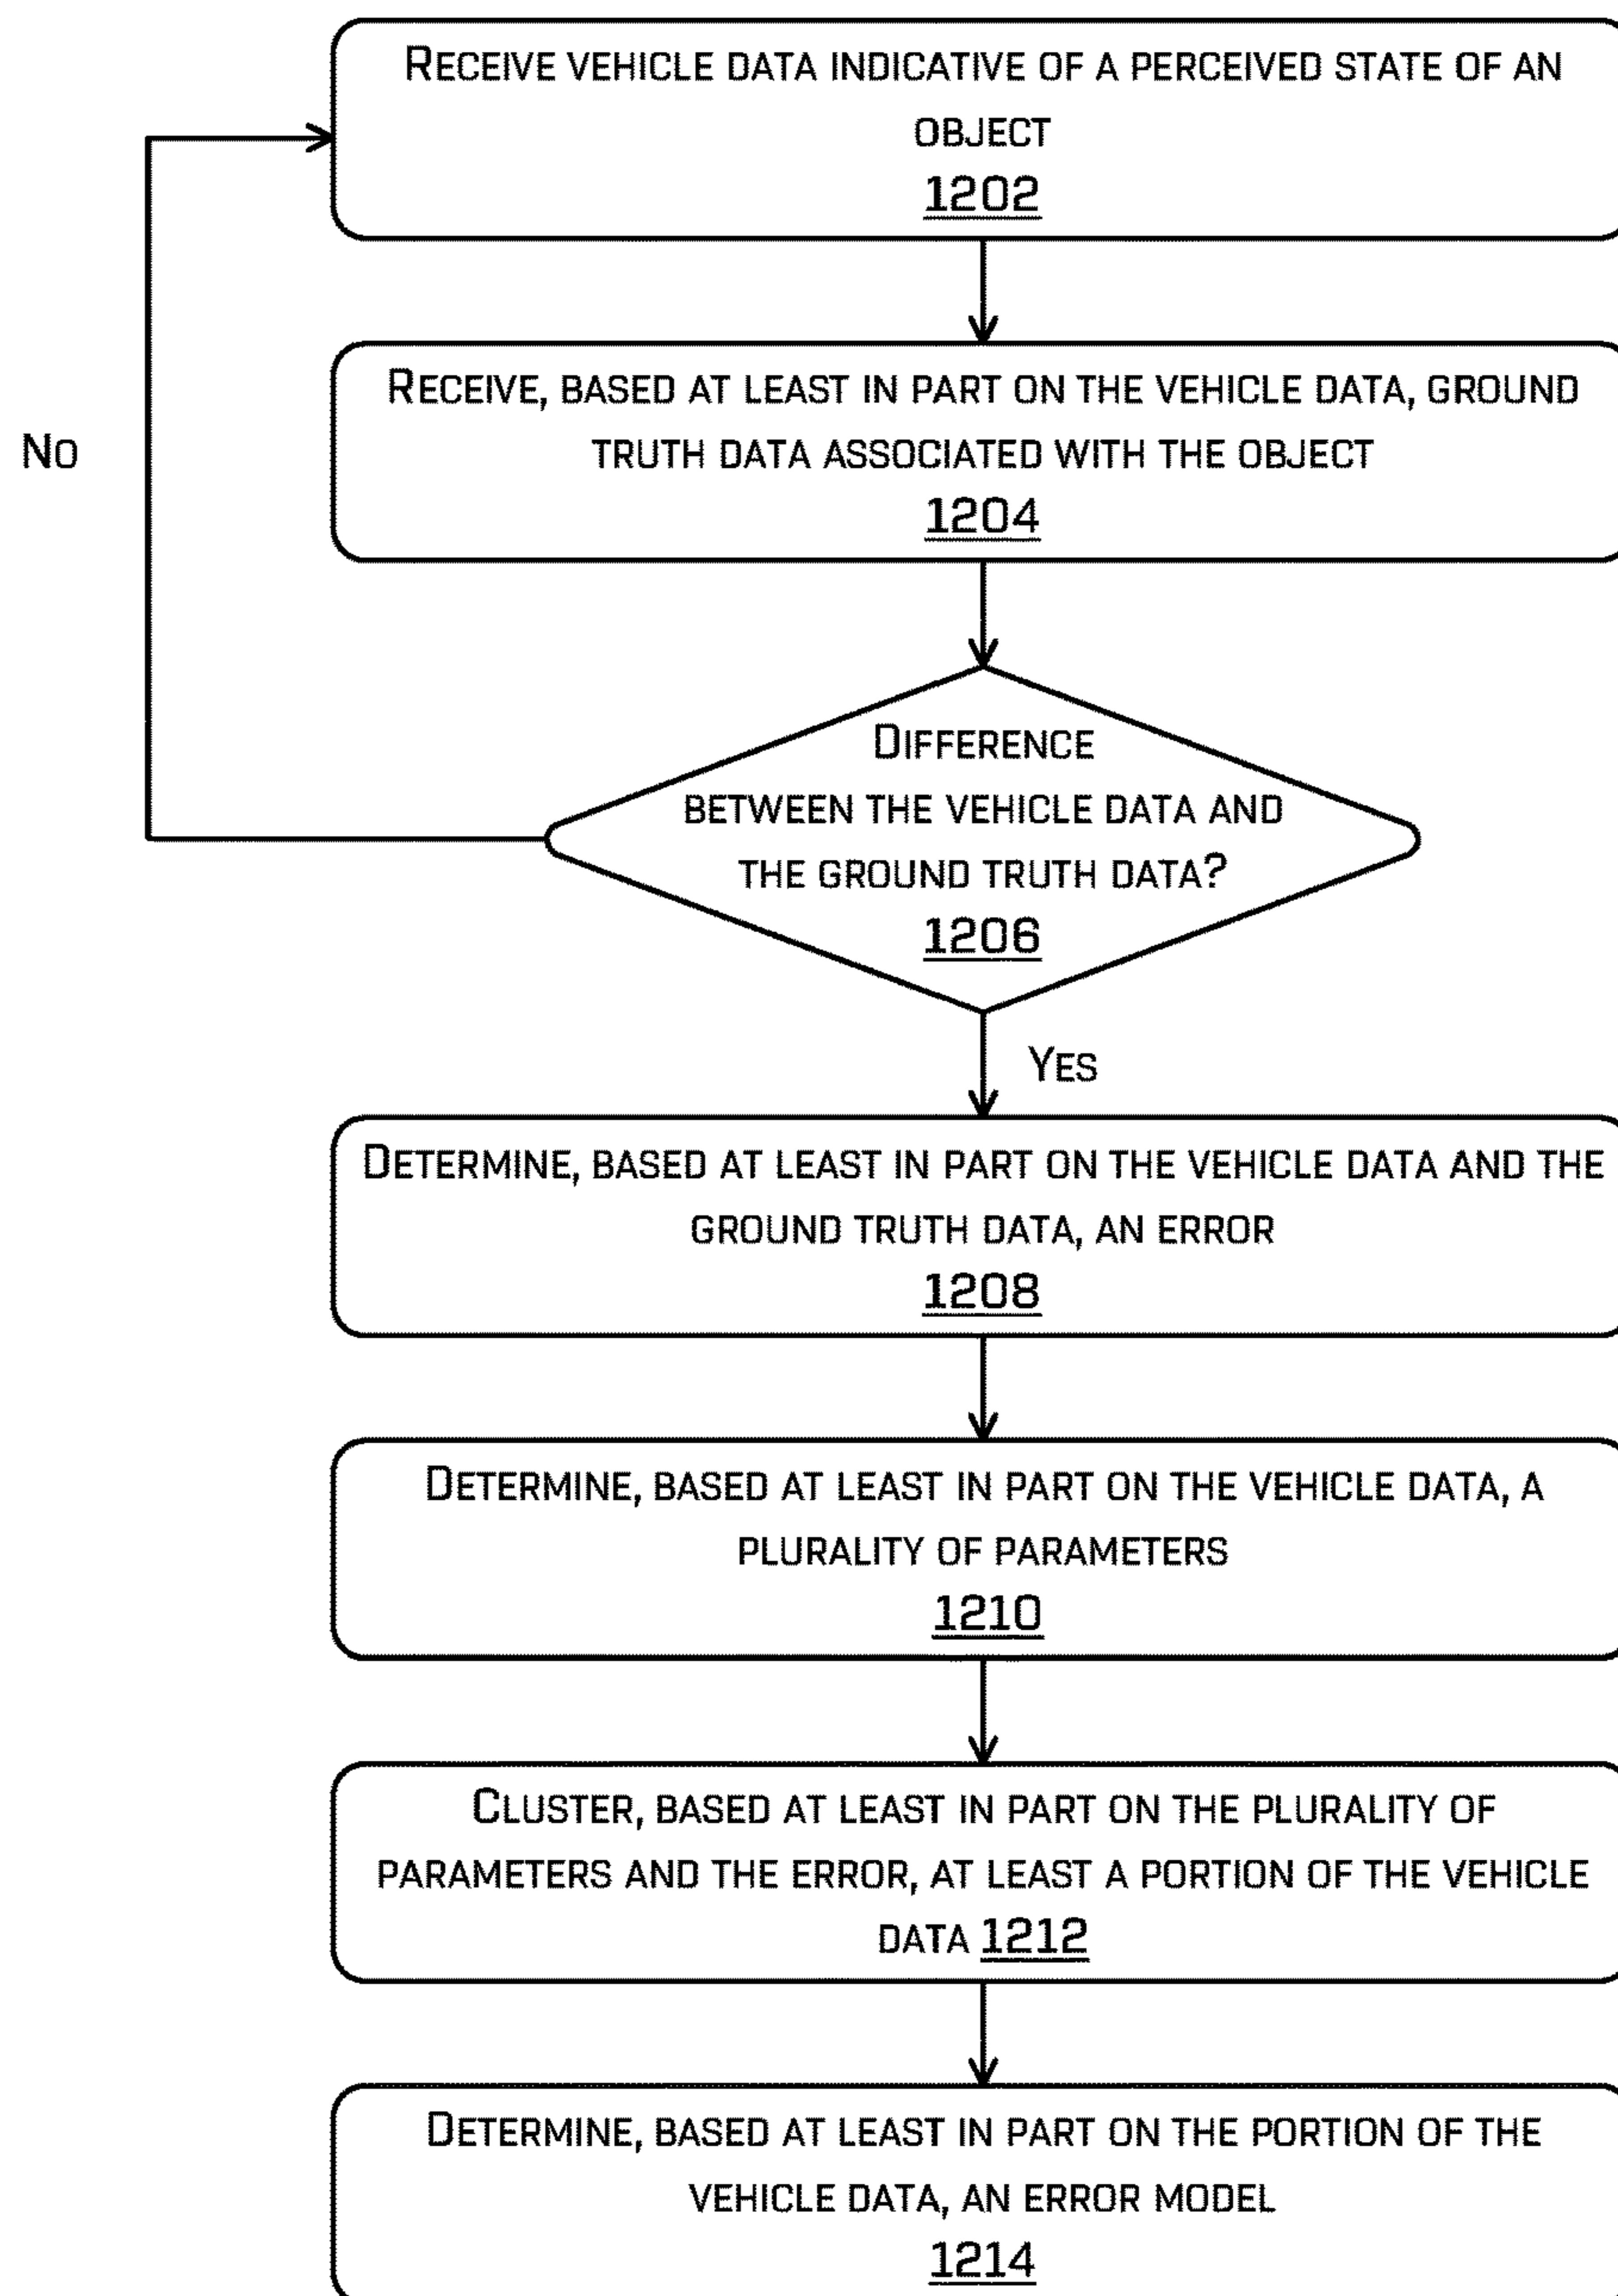 RECEIVE VEHICLE DATA INDICATIVE OF A PERCEIVED STATE OF AN
OBJECT
1202
RECEIVE, BASED AT LEAST IN PART ON THE VEHICLE DATA, GROUND
TRUTH DATA ASSOCIATED WITH THE OBJECT
1204
NO
DIFFERENCE
BETWEEN THE VEHICLE DATA AND
THE GROUND TRUTH DATA?
1206
YES
DETERMINE, BASED AT LEAST IN PART ON THE VEHICLE DATA AND THE
GROUND TRUTH DATA, AN ERROR
1208
DETERMINE, BASED AT LEAST IN PART ON THE VEHICLE DATA, A
PLURALITY OF PARAMETERS
1210
CLUSTER, BASED AT LEAST IN PART ON THE PLURALITY OF
PARAMETERS AND THE ERROR, AT LEAST A PORTION OF THE VEHICLE
DATA 1212
DETERMINE, BASED AT LEAST IN PART ON THE PORTION OF THE
VEHICLE DATA, AN ERROR MODEL
1214